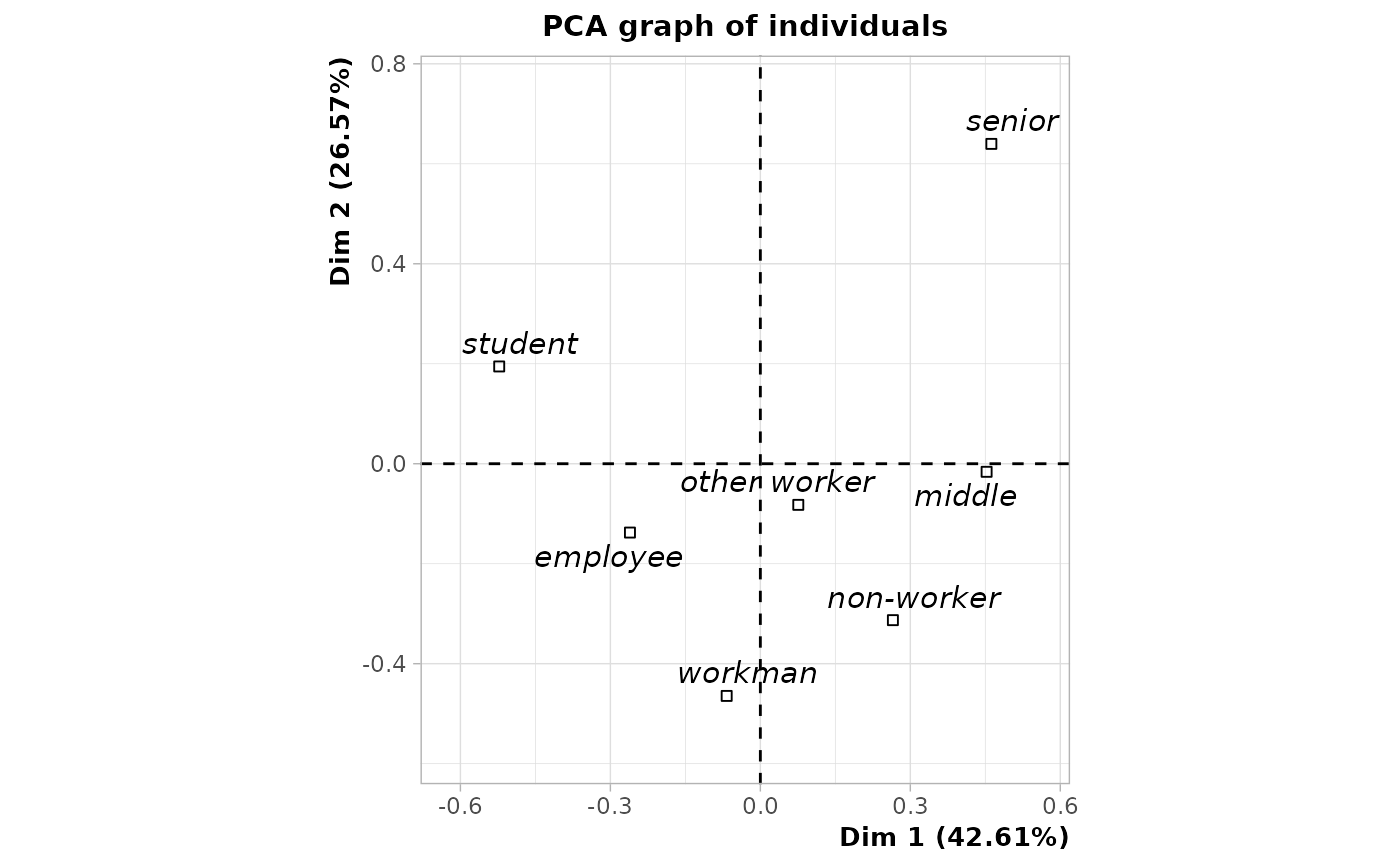 PCA graph of individuals
Dim 2 (26.57%)
0.8
0.4
0.0
-0.4
senior
student
other worker
middle
employee
non-worker
workman
-0.6
-0.3
0.0
0.3
0.6
Dim 1 (42.61%)